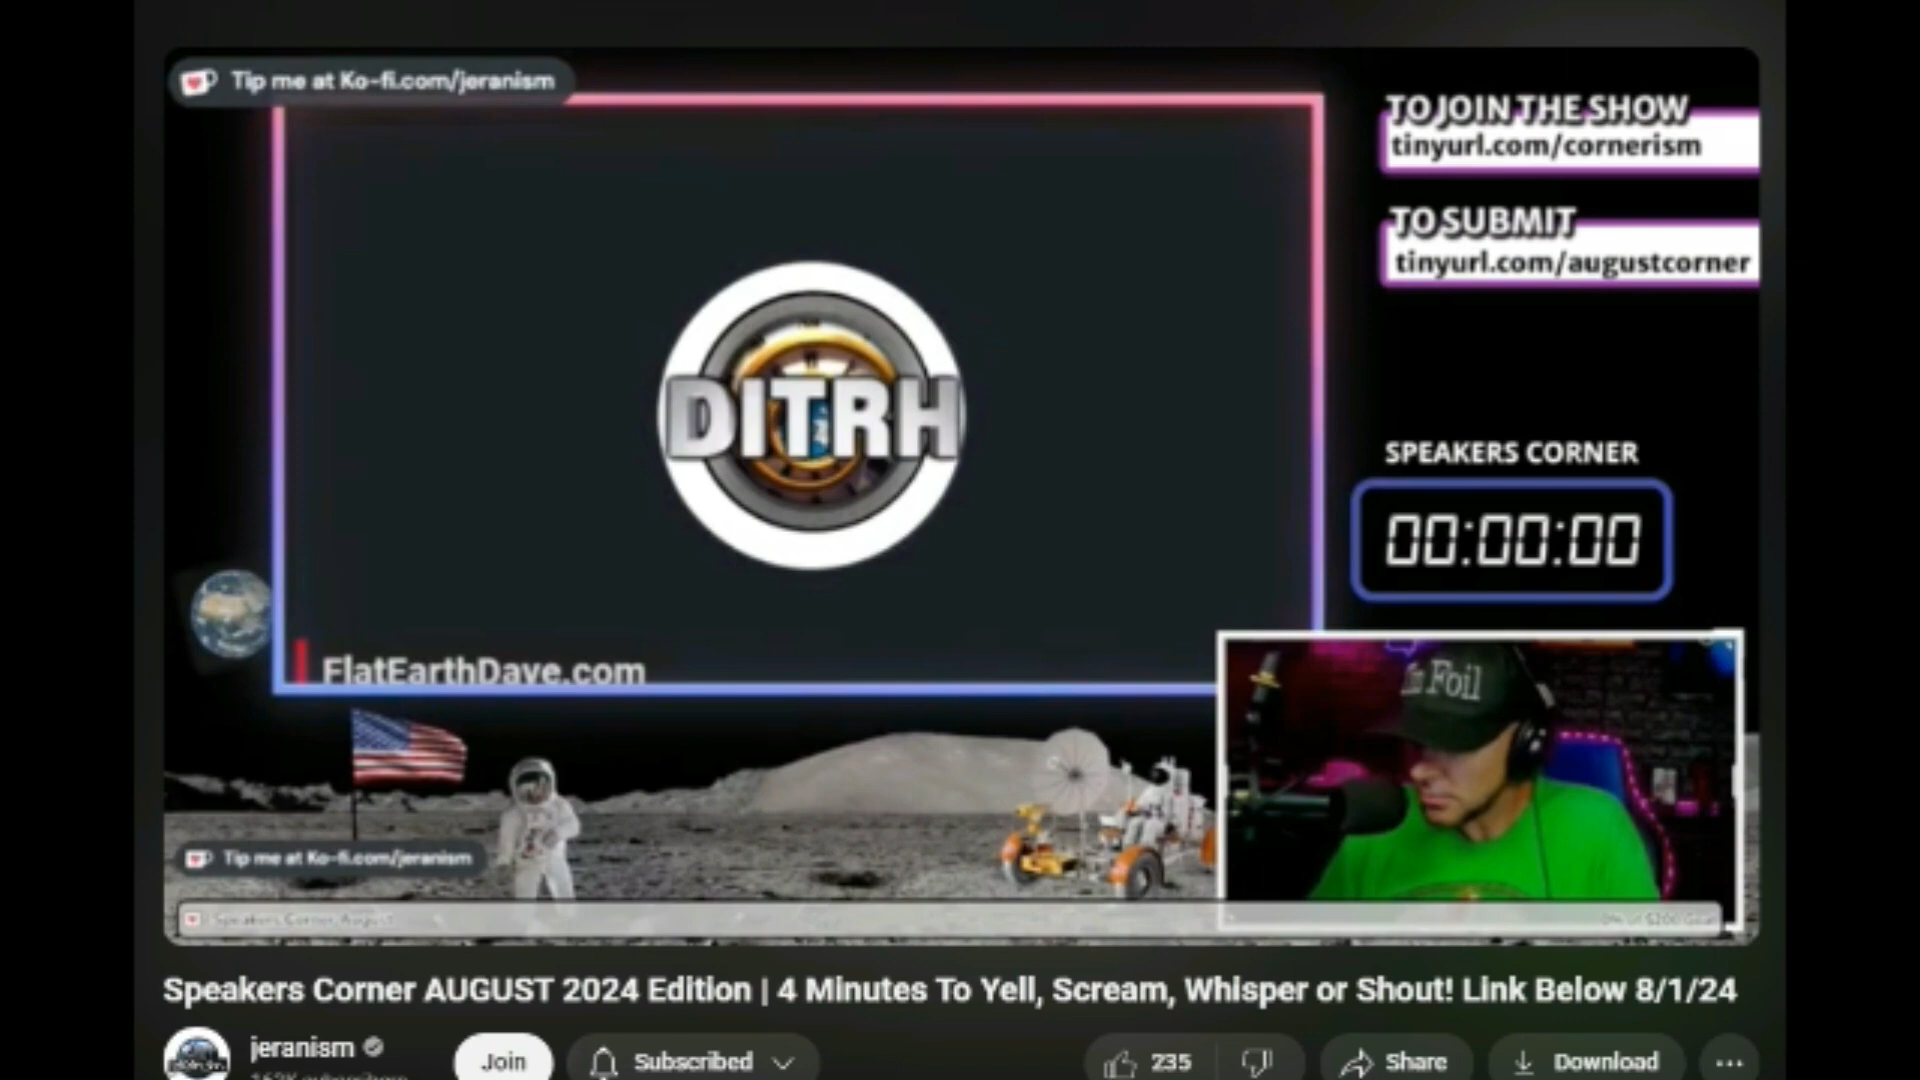 Tip me at Ko-fi.com/jeranism
TO JOIN THE SHOW
tinyurl.com/cornerism
TO SUBMIT
tinyurl.com/augustcorner
DITRH
SPEAKERS CORNER
00:00:00
FlatEarthDave.com
Foil
Tip me at Ko-fi.com/jeranism
Speakers Corner August
Speakers Corner AUGUST 2024 Edition | 4 Minutes To Yell, Scream, Whisper or Shout! Link Below 8/1/24
jeranism
Join
Subscribed
235
Share
Download